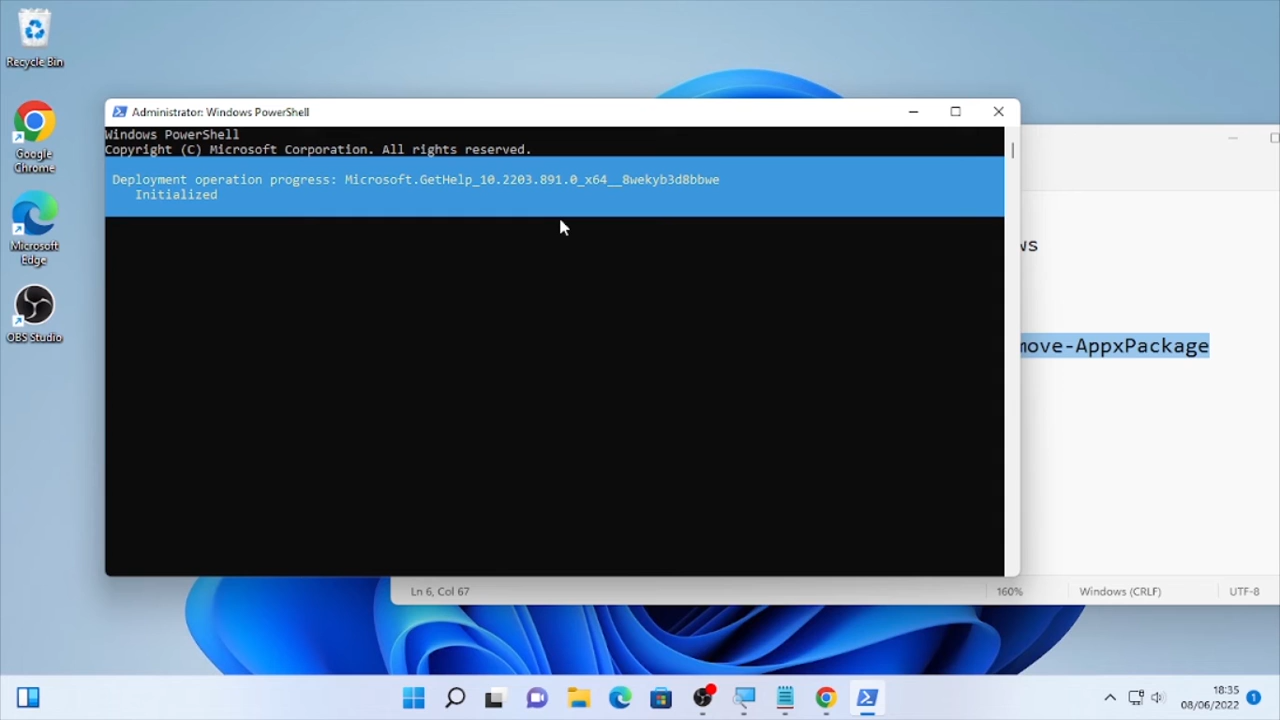 Recycle Bin
Google
Chrome
Microsoft
Edge
OBS Studio
Administrator: Windows PowerShell
Windows PowerShell
Copyright (C) Microsoft Corporation. All rights reserved.
Deployment operation progress: Microsoft.GetHelp_10.2203.891.0_x64__8wekyb3d8bbwe
Initialized
ws
move-AppxPackage
Ln 6, Col 67
160%
Windows (CRLF)
UTF-8
18:35
08/06/2022
1